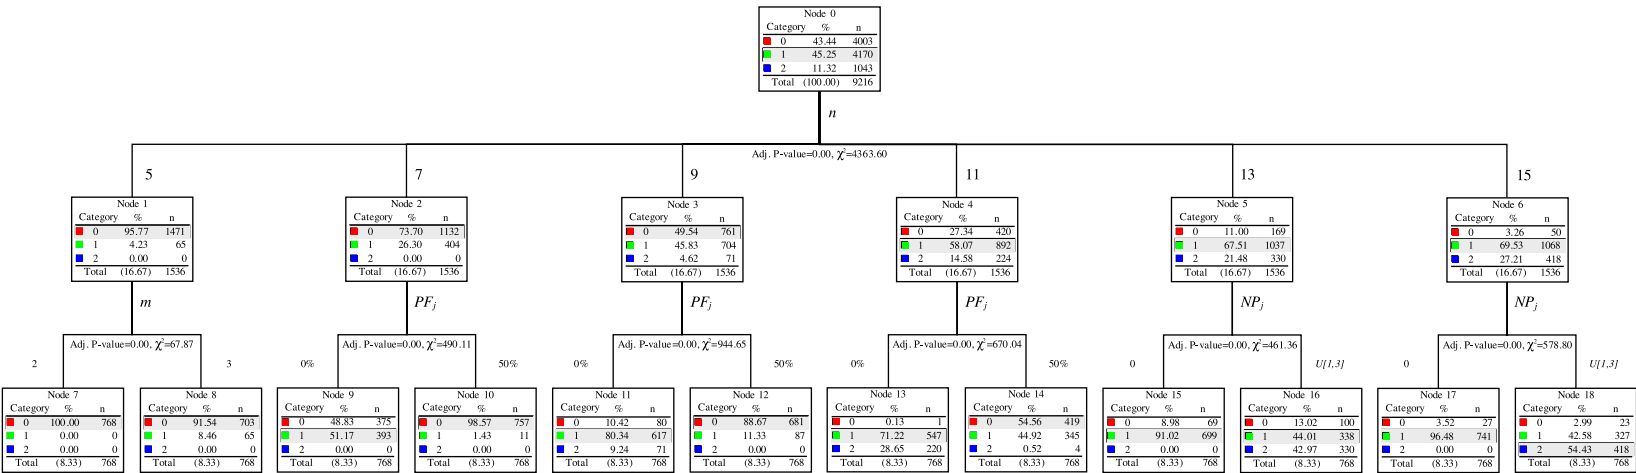 Node 0
Category % n
0 43.44 4003
1 45.25 4170
2 11.32 1043
Total (100.00) 9216
n
Adj. P-value=0.00, χ²=4363.60
5
7
9
11
13
15
Node 1
Category % n
0 95.77 1471
1 4.23 65
2 0.00 0
Total (16.67) 1536
m
Node 2
Category % n
0 73.70 1132
1 26.30 404
2 0.00 0
Total (16.67) 1536
PFj
Node 3
Category % n
0 49.54 761
1 45.83 704
2 4.62 71
Total (16.67) 1536
PFj
Node 4
Category % n
0 27.34 420
1 58.07 892
2 14.58 224
Total (16.67) 1536
PFj
Node 5
Category % n
0 11.00 169
1 67.51 1037
2 21.48 330
Total (16.67) 1536
NPj
Node 6
Category % n
0 3.26 50
1 69.53 1068
2 27.21 418
Total (16.67) 1536
NPj
Adj. P-value=0.00, χ²=67.87
2
3
Adj. P-value=0.00, χ²=490.11
0%
50%
Adj. P-value=0.00, χ²=944.65
0%
50%
Adj. P-value=0.00, χ²=670.04
0%
50%
Adj. P-value=0.00, χ²=461.36
0
U[1,3]
Adj. P-value=0.00, χ²=578.80
0
U[1,3]
Node 7
Category % n
0 100.00 768
1 0.00 0
2 0.00 0
Total (8.33) 768
Node 8
Category % n
0 91.54 703
1 8.46 65
2 0.00 0
Total (8.33) 768
Node 9
Category % n
0 48.83 375
1 51.17 393
2 0.00 0
Total (8.33) 768
Node 10
Category % n
0 98.57 757
1 1.43 11
2 0.00 0
Total (8.33) 768
Node 11
Category % n
0 10.42 80
1 80.34 617
2 9.24 71
Total (8.33) 768
Node 12
Category % n
0 88.67 681
1 11.33 87
2 0.00 0
Total (8.33) 768
Node 13
Category % n
0 0.13 1
1 71.22 547
2 28.65 220
Total (8.33) 768
Node 14
Category % n
0 54.56 419
1 44.92 345
2 0.52 4
Total (8.33) 768
Node 15
Category % n
0 8.98 69
1 91.02 699
2 0.00 0
Total (8.33) 768
Node 16
Category % n
0 13.02 100
1 44.01 338
2 42.97 330
Total (8.33) 768
Node 17
Category % n
0 3.52 27
1 96.48 741
2 0.00 0
Total (8.33) 768
Node 18
Category % n
0 2.99 23
1 42.58 327
2 54.43 418
Total (8.33) 768